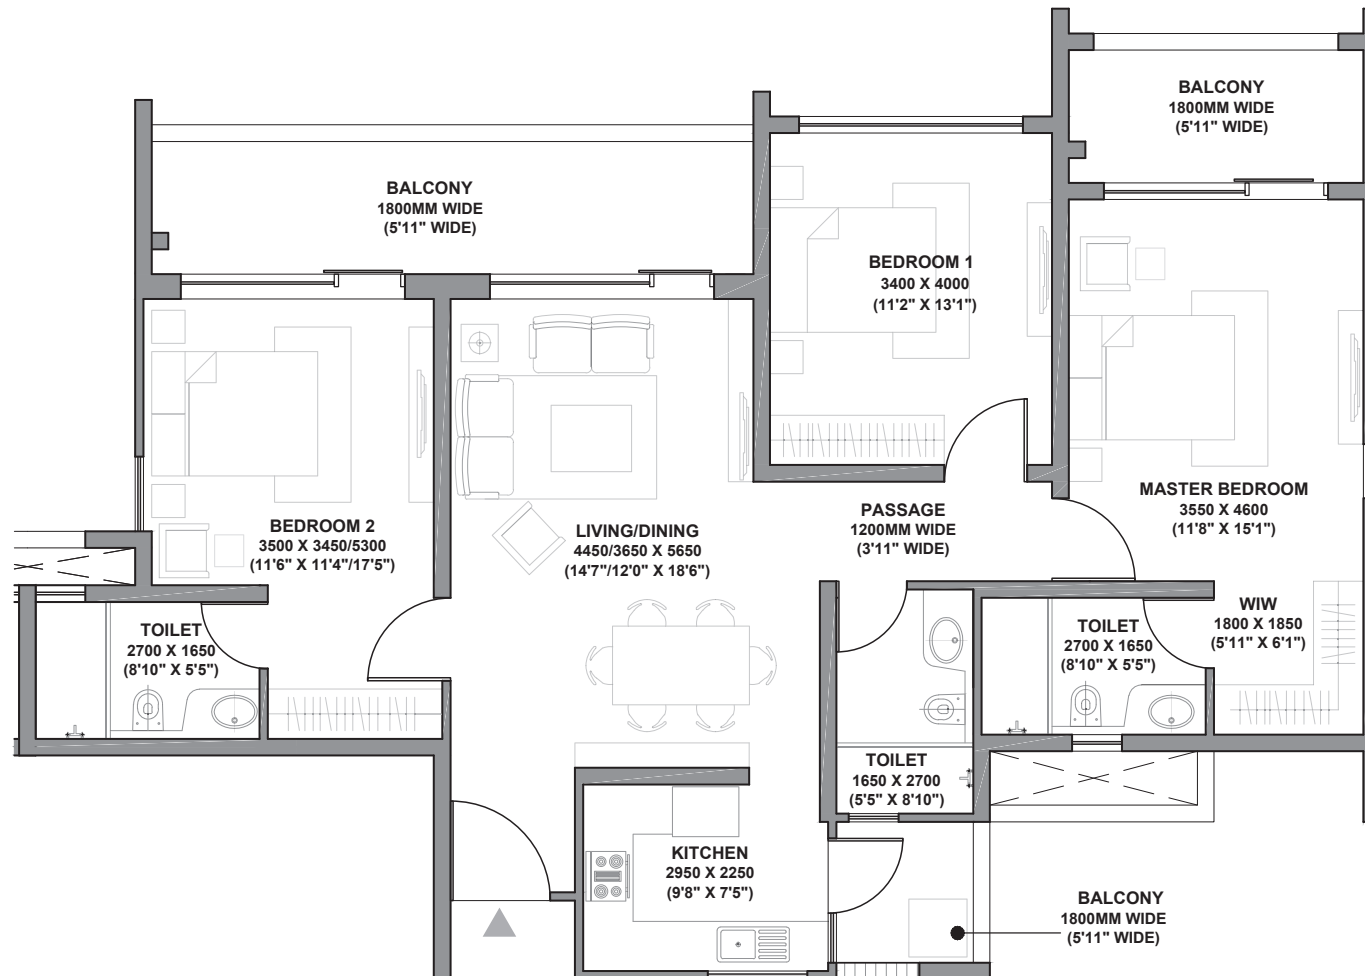 BALCONY
1800MM WIDE
(5'11" WIDE)
BALCONY
1800MM WIDE
(5'11" WIDE)
BEDROOM 1
3400 X 4000
(11'2" X 13'1")
MASTER BEDROOM
3550 X 4600
(11'8" X 15'1")
BEDROOM 2
3500 X 3450/5300
(11'6" X 11'4"/17'5")
LIVING/DINING
4450/3650 X 5650
(14'7"/12'0" X 18'6")
PASSAGE
1200MM WIDE
(3'11" WIDE)
TOILET
2700 X 1650
(8'10" X 5'5")
TOILET
2700 X 1650
(8'10" X 5'5")
WIW
1800 X 1850
(5'11" X 6'1")
TOILET
1650 X 2700
(5'5" X 8'10")
KITCHEN
2950 X 2250
(9'8" X 7'5")
BALCONY
1800MM WIDE
(5'11" WIDE)